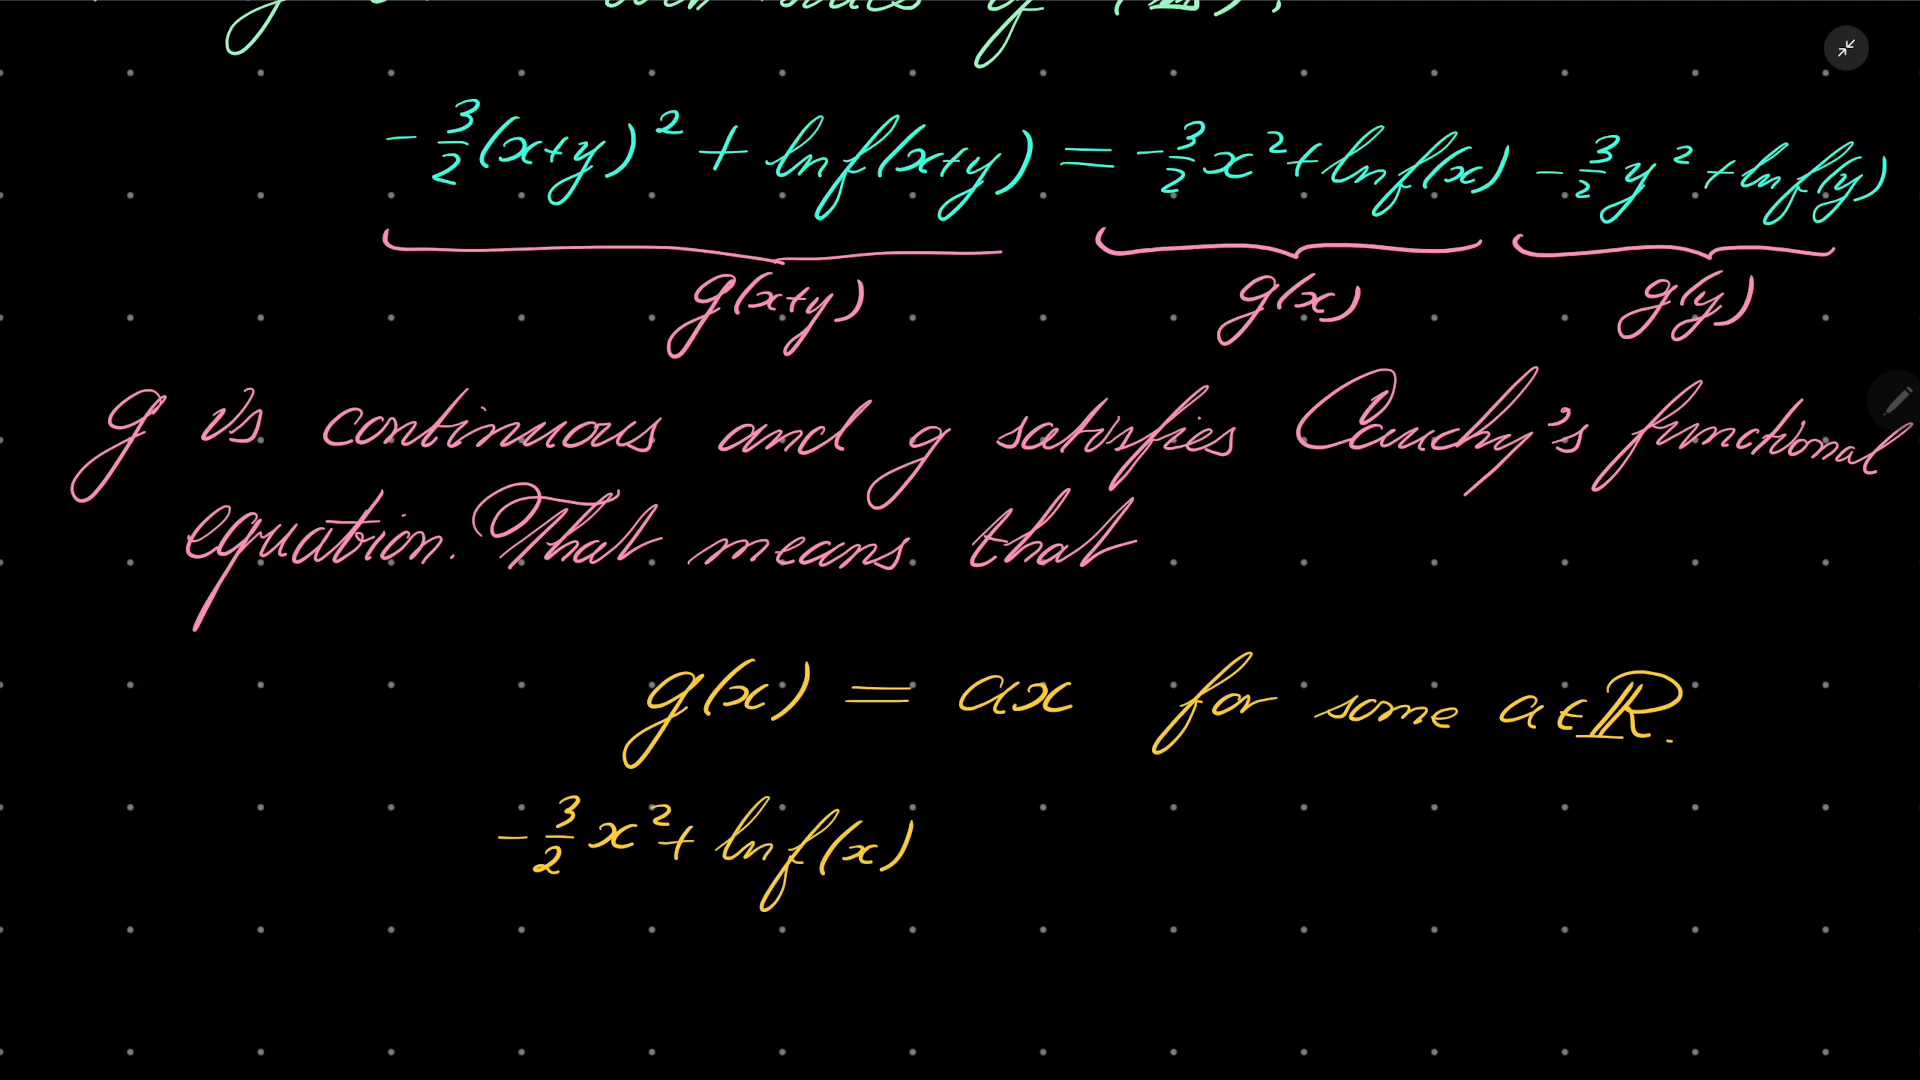 -3/2(x+y)² + ln f(x+y) = -3/2x² + ln f(x) - 3/2y² + ln f(y)
g(x+y) g(x) g(y)
g is continuous and g satisfies Cauchy's functional
equation. That means that
g(x) = ax for some a∈ℝ.
-3/2x² + ln f(x)